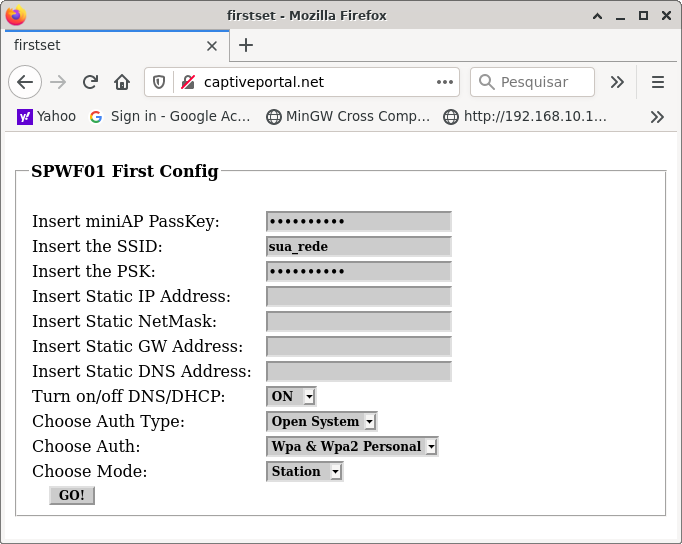 firstset - Mozilla Firefox
firstset
captiveportal.net
Pesquisar
Yahoo
Sign in - Google Ac…
MinGW Cross Comp…
http://192.168.10.1…
SPWF01 First Config
Insert miniAP PassKey: ••••••••••
Insert the SSID: sua_rede
Insert the PSK: ••••••••••
Insert Static IP Address:
Insert Static NetMask:
Insert Static GW Address:
Insert Static DNS Address:
Turn on/off DNS/DHCP: ON
Choose Auth Type: Open System
Choose Auth: Wpa & Wpa2 Personal
Choose Mode: Station
GO!